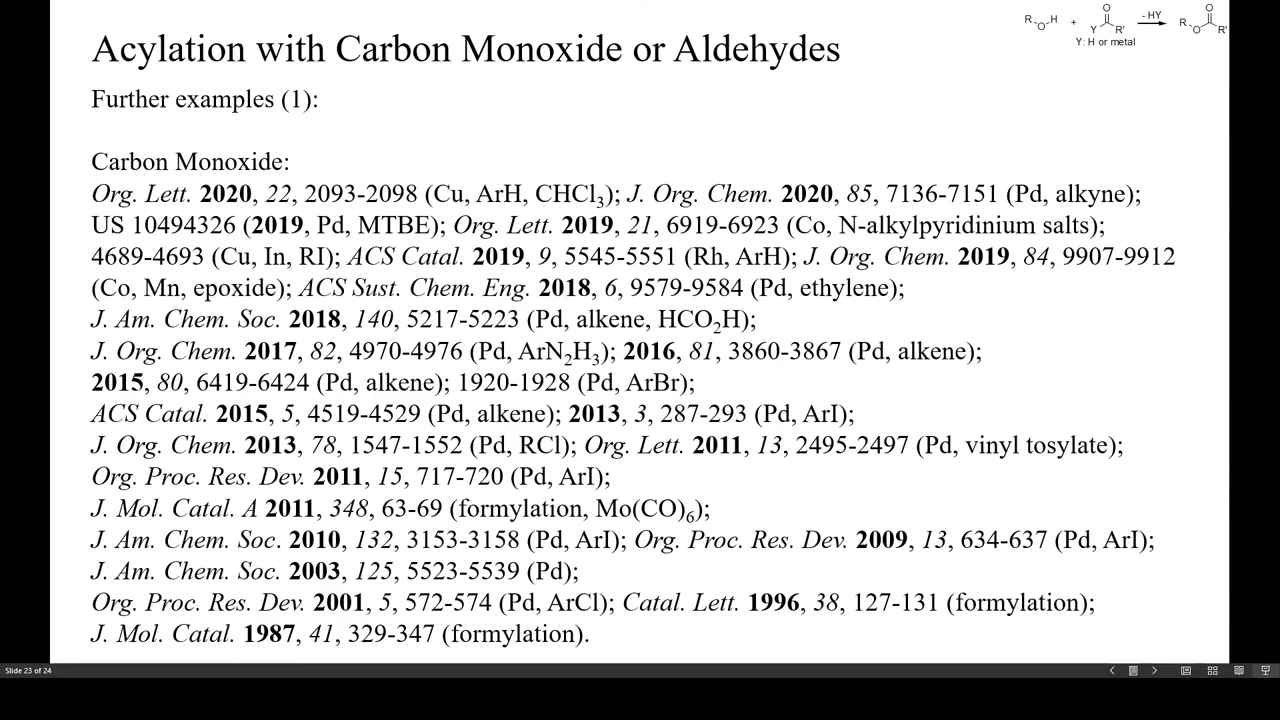 Acylation with Carbon Monoxide or Aldehydes
R O H + O Y R' - HY R O O R'
Y: H or metal
Further examples (1):
Carbon Monoxide:
Org. Lett. 2020, 22, 2093-2098 (Cu, ArH, CHCl3); J. Org. Chem. 2020, 85, 7136-7151 (Pd, alkyne);
US 10494326 (2019, Pd, MTBE); Org. Lett. 2019, 21, 6919-6923 (Co, N-alkylpyridinium salts);
4689-4693 (Cu, In, RI); ACS Catal. 2019, 9, 5545-5551 (Rh, ArH); J. Org. Chem. 2019, 84, 9907-9912
(Co, Mn, epoxide); ACS Sust. Chem. Eng. 2018, 6, 9579-9584 (Pd, ethylene);
J. Am. Chem. Soc. 2018, 140, 5217-5223 (Pd, alkene, HCO2H);
J. Org. Chem. 2017, 82, 4970-4976 (Pd, ArN2H3); 2016, 81, 3860-3867 (Pd, alkene);
2015, 80, 6419-6424 (Pd, alkene); 1920-1928 (Pd, ArBr);
ACS Catal. 2015, 5, 4519-4529 (Pd, alkene); 2013, 3, 287-293 (Pd, ArI);
J. Org. Chem. 2013, 78, 1547-1552 (Pd, RCl); Org. Lett. 2011, 13, 2495-2497 (Pd, vinyl tosylate);
Org. Proc. Res. Dev. 2011, 15, 717-720 (Pd, ArI);
J. Mol. Catal. A 2011, 348, 63-69 (formylation, Mo(CO)6);
J. Am. Chem. Soc. 2010, 132, 3153-3158 (Pd, ArI); Org. Proc. Res. Dev. 2009, 13, 634-637 (Pd, ArI);
J. Am. Chem. Soc. 2003, 125, 5523-5539 (Pd);
Org. Proc. Res. Dev. 2001, 5, 572-574 (Pd, ArCl); Catal. Lett. 1996, 38, 127-131 (formylation);
J. Mol. Catal. 1987, 41, 329-347 (formylation).
Slide 23 of 24